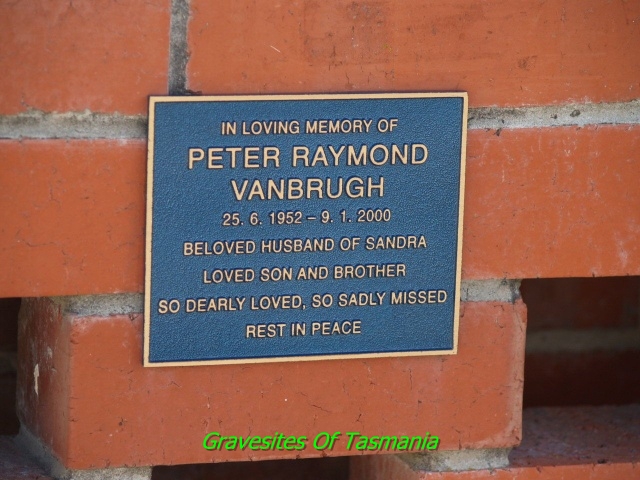 IN LOVING MEMORY OF
PETER RAYMOND
VANBRUGH
25. 6. 1952 – 9. 1. 2000
BELOVED HUSBAND OF SANDRA
LOVED SON AND BROTHER
SO DEARLY LOVED, SO SADLY MISSED
REST IN PEACE
Gravesites Of Tasmania